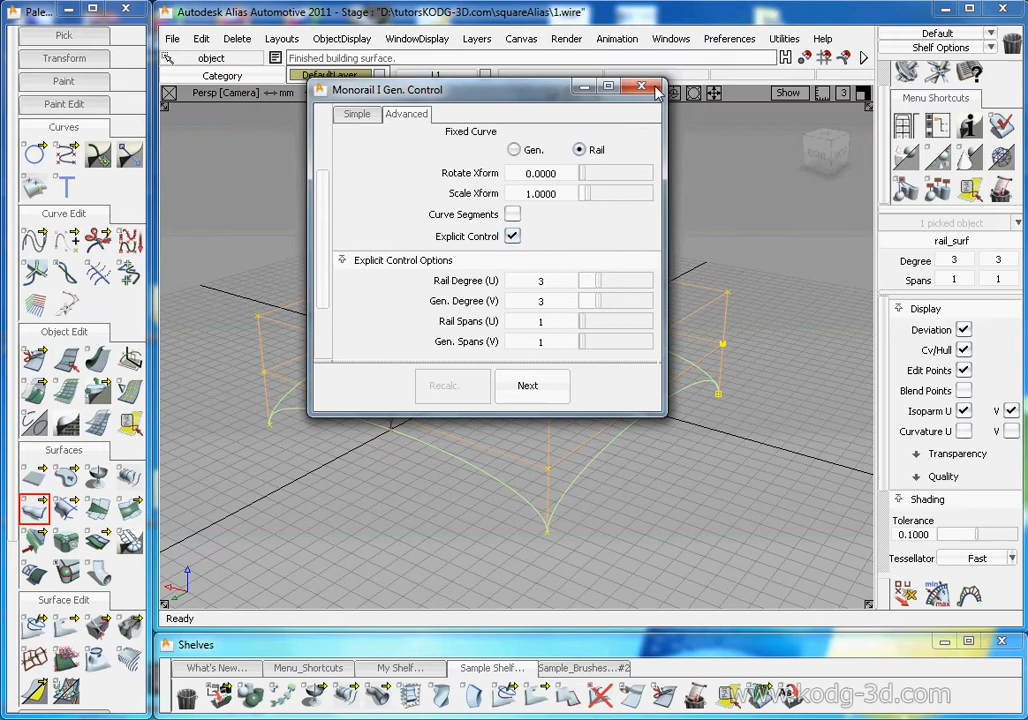 Pale...
Autodesk Alias Automotive 2011 - Stage : "D:\tutorsKODG-3D.com\squareAlias\1.wire"
Pick
Transform
Paint
Paint Edit
Curves
Curve Edit
Object Edit
Surfaces
Surface Edit
File Edit Delete Layouts ObjectDisplay WindowDisplay Layers Canvas Render Animation Windows Preferences Utilities Help
object
Finished building surface.
Category
DefaultLayer
L1
Persp [Camera] <--> mm
Show
3
Monorail I Gen. Control
Simple
Advanced
Fixed Curve
Gen.
Rail
Rotate Xform 0.0000
Scale Xform 1.0000
Curve Segments
Explicit Control
Explicit Control Options
Rail Degree (U) 3
Gen. Degree (V) 3
Rail Spans (U) 1
Gen. Spans (V) 1
Recalc.
Next
Default
Shelf Options
Menu Shortcuts
1 picked object
rail_surf
Degree 3 3
Spans 1 1
Display
Deviation
Cv/Hull
Edit Points
Blend Points
Isoparm U V
Curvature U V
Transparency
Quality
Shading
Tolerance
0.1000
Tessellator Fast
Ready
Shelves
What's New...
Menu_Shortcuts
My Shelf...
Sample Shelf...
Sample_Brushes...#2
www.kodg-3d.com